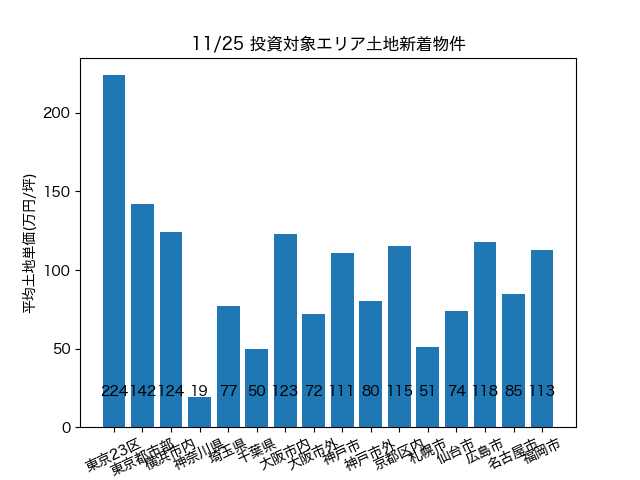 11/25 投資対象エリア土地新着物件
平均土地単価(万円/坪)
200
150
100
50
0
224 142 124 19 77 50 123 72 111 80 115 51 74 118 85 113
東京23区
東京都市部
横浜市内
神奈川県
埼玉県
千葉県
大阪市内
大阪市外
神戸市
神戸市外
京都区内
札幌市
仙台市
広島市
名古屋市
福岡市